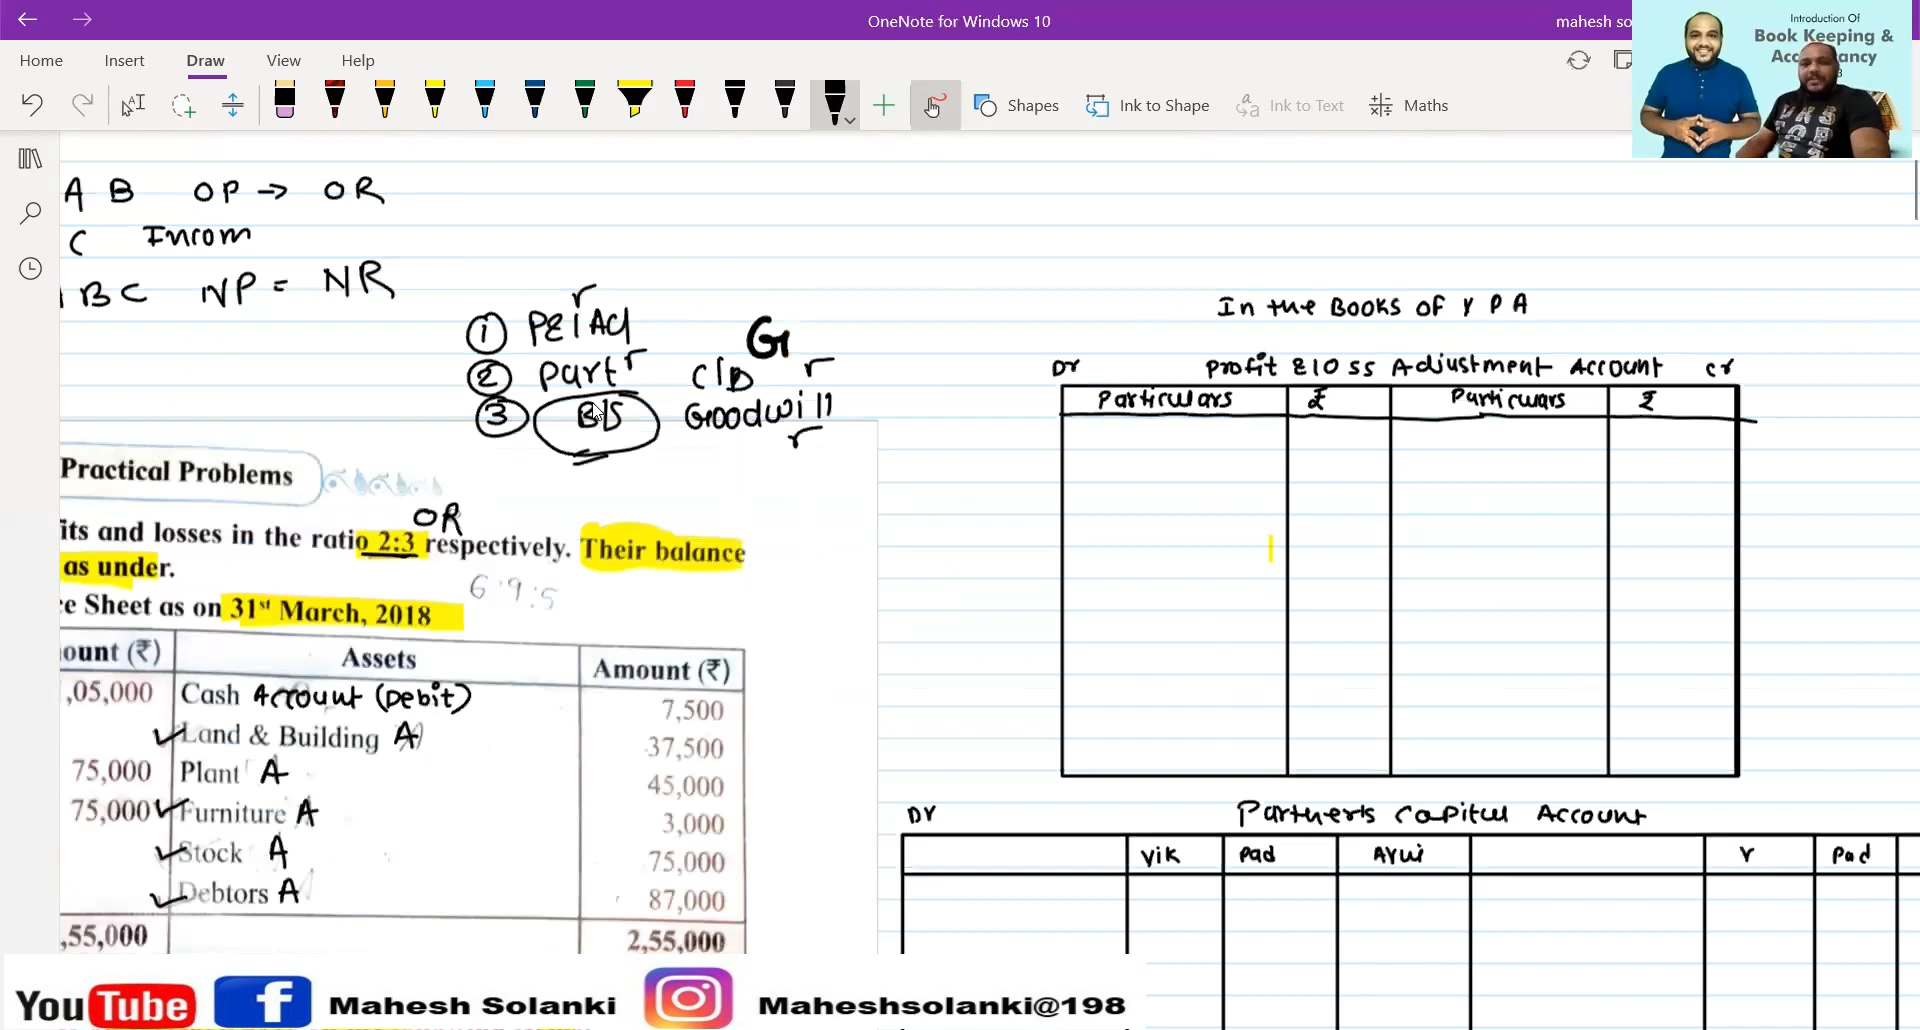 OneNote for Windows 10
mahesh so
Home Insert Draw View Help
Shapes Ink to Shape Ink to Text Maths
Introduction Of
Book Keeping &
A B OP → OR
C Incom
B C NP = NR
① P&lAcl
② Part C/B
③ B/S Goodwill
G
In the Books of Y P A
Dr Profit & loss Adjustment Account Cr
Particulars ₹ Particulars ₹
Practical Problems
OR
its and losses in the ratio 2:3 respectively. Their balance
as under.
6:9:5
e Sheet as on 31st March, 2018
ount (₹) Assets Amount (₹)
,05,000 Cash Account (Debit) 7,500
Land & Building A 37,500
75,000 Plant A 45,000
75,000 Furniture A 3,000
Stock A 75,000
Debtors A 87,000
,55,000 2,55,000
Dr Partner's Capital Account
Vik Pad Arvi V Pad
YouTube f Mahesh Solanki Maheshsolanki@198